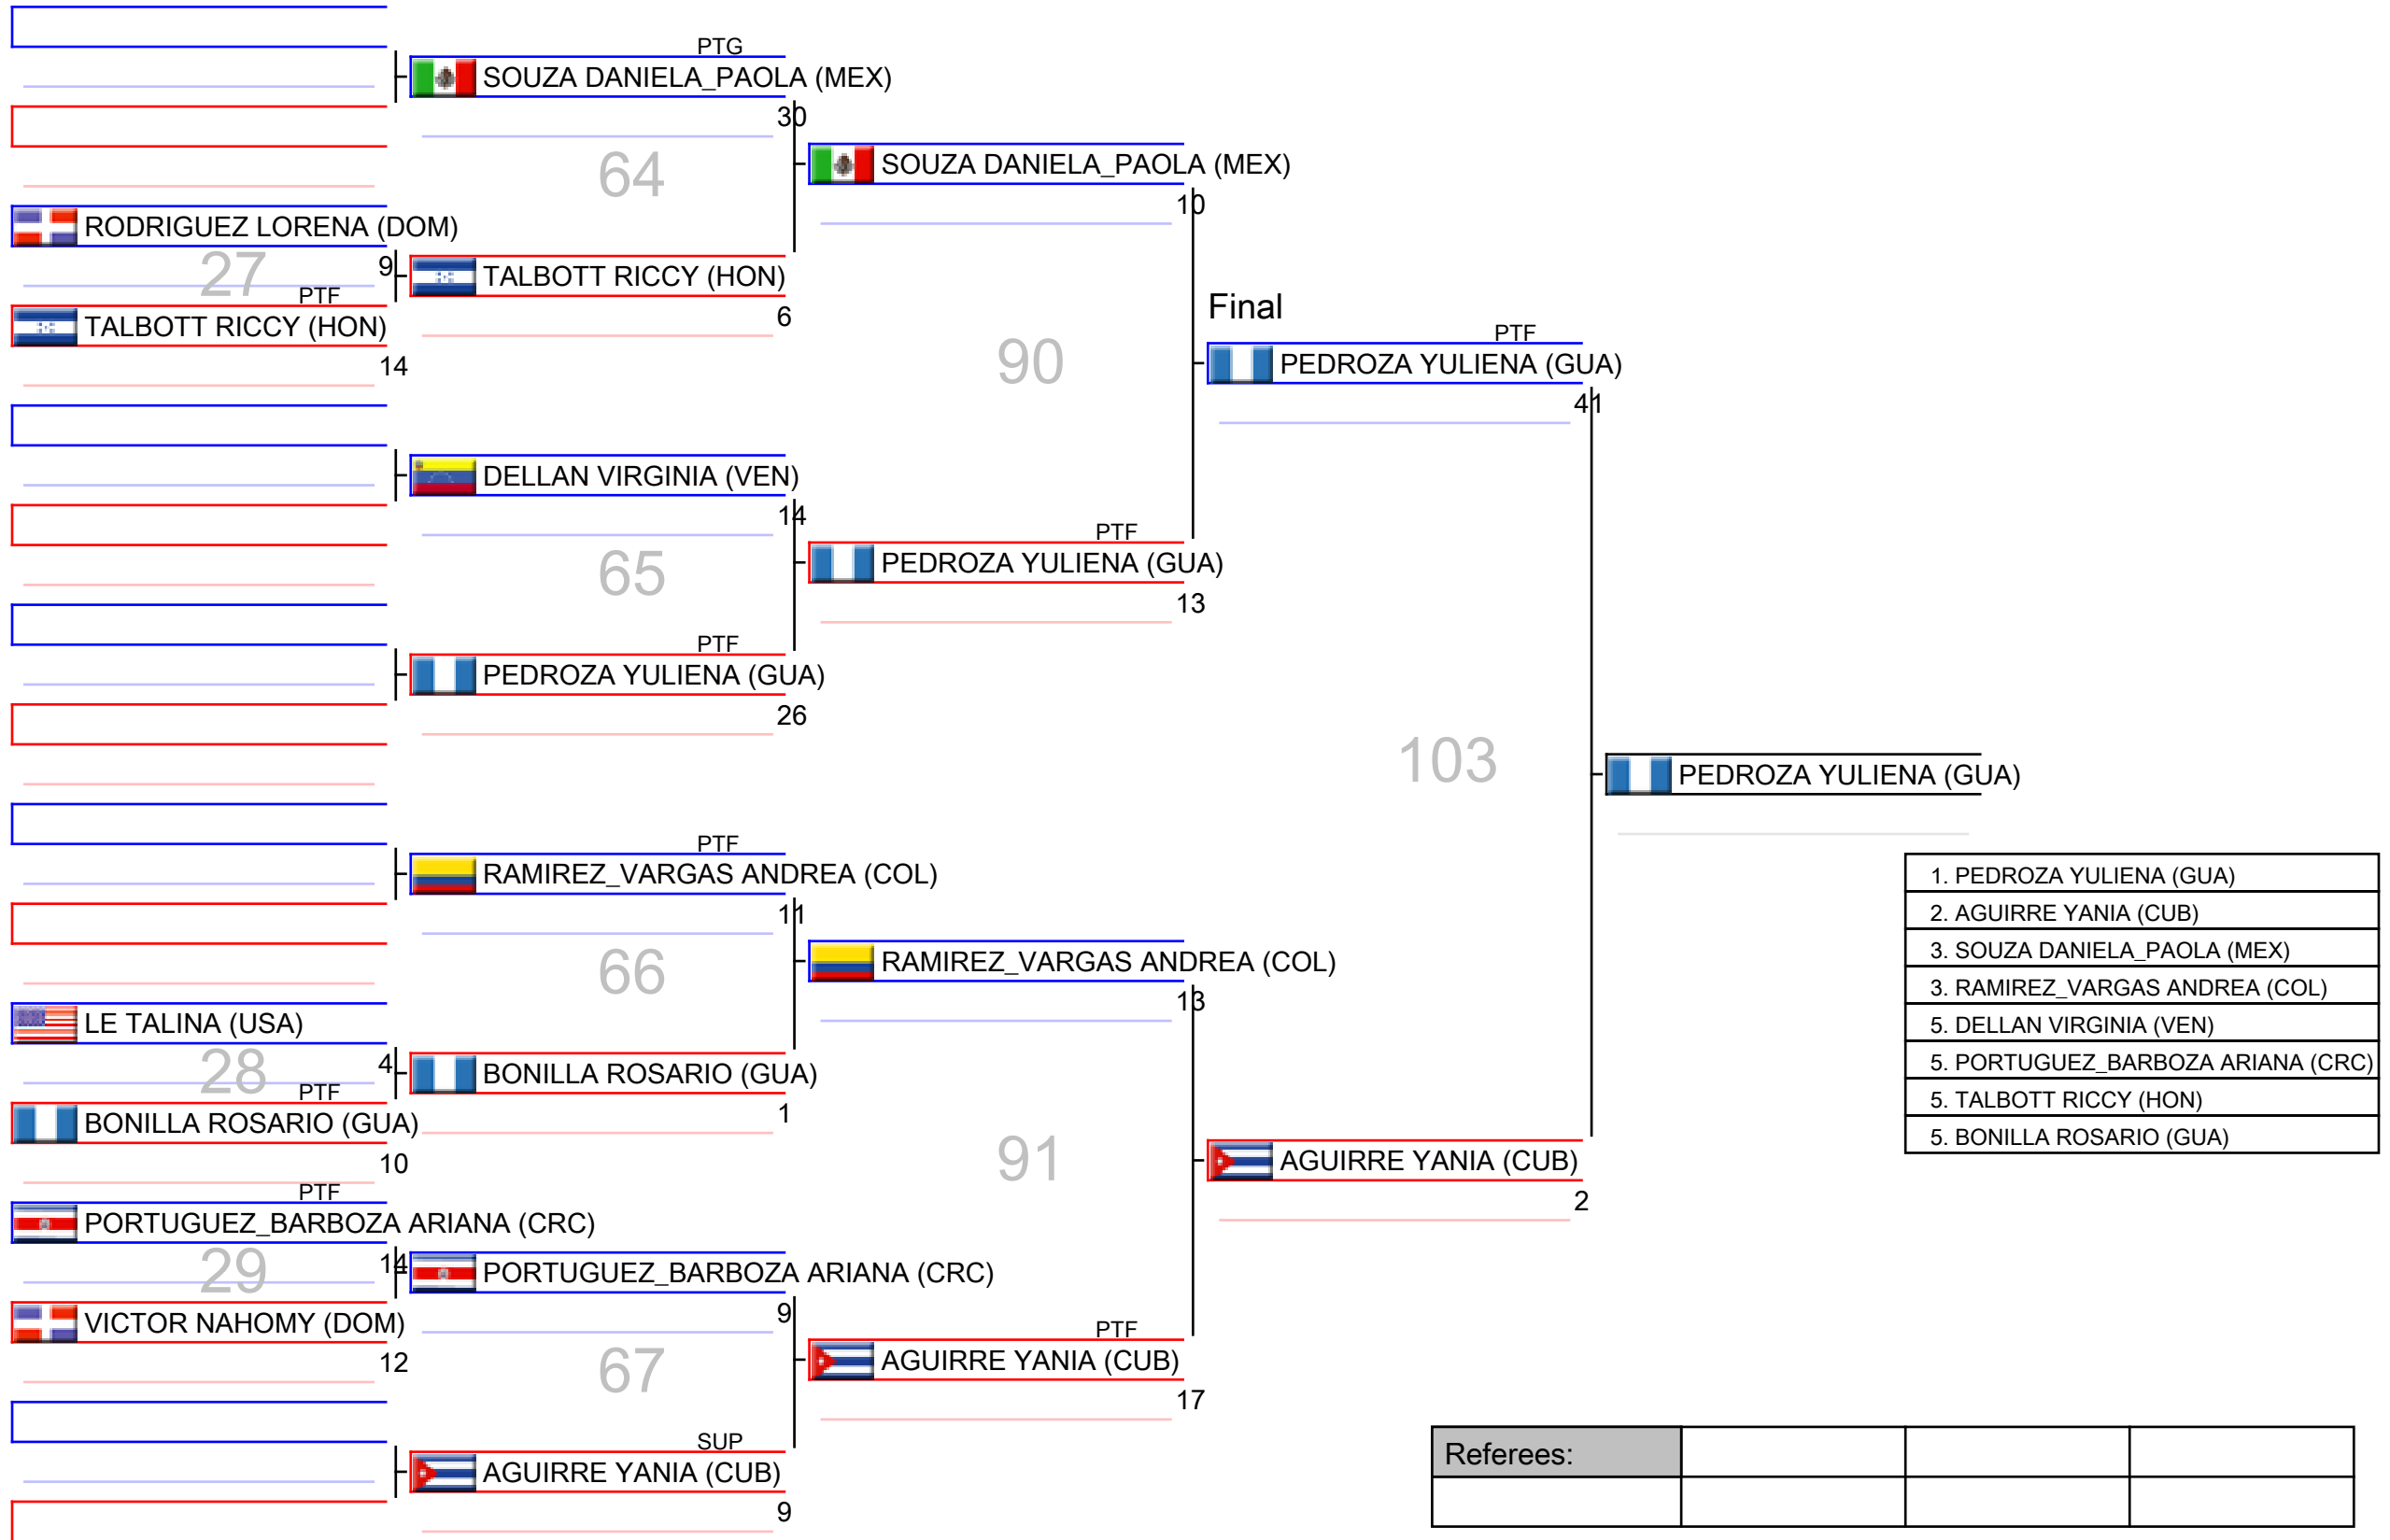 PTG
SOUZA DANIELA_PAOLA (MEX)
30
64
SOUZA DANIELA_PAOLA (MEX)
10
RODRIGUEZ LORENA (DOM)
9
27
PTF
TALBOTT RICCY (HON)
14
TALBOTT RICCY (HON)
6
90
Final
PTF
PEDROZA YULIENA (GUA)
41
DELLAN VIRGINIA (VEN)
14
65
PTF
PEDROZA YULIENA (GUA)
13
PTF
PEDROZA YULIENA (GUA)
26
103
PEDROZA YULIENA (GUA)
PTF
RAMIREZ_VARGAS ANDREA (COL)
11
66
RAMIREZ_VARGAS ANDREA (COL)
13
LE TALINA (USA)
4
28
PTF
BONILLA ROSARIO (GUA)
10
BONILLA ROSARIO (GUA)
1
91
AGUIRRE YANIA (CUB)
2
PTF
PORTUGUEZ_BARBOZA ARIANA (CRC)
14
29
VICTOR NAHOMY (DOM)
12
PORTUGUEZ_BARBOZA ARIANA (CRC)
9
67
PTF
AGUIRRE YANIA (CUB)
17
SUP
AGUIRRE YANIA (CUB)
9
1. PEDROZA YULIENA (GUA)
2. AGUIRRE YANIA (CUB)
3. SOUZA DANIELA_PAOLA (MEX)
3. RAMIREZ_VARGAS ANDREA (COL)
5. DELLAN VIRGINIA (VEN)
5. PORTUGUEZ_BARBOZA ARIANA (CRC)
5. TALBOTT RICCY (HON)
5. BONILLA ROSARIO (GUA)
Referees: